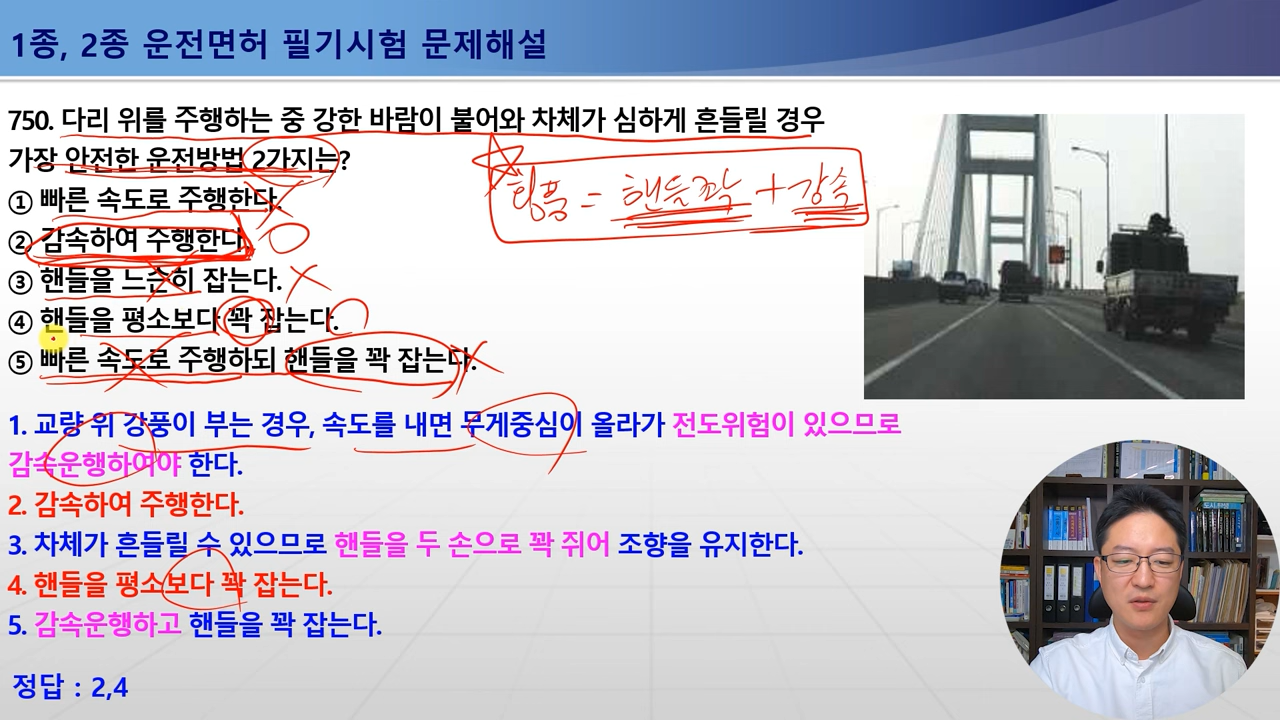 1종, 2종 운전면허 필기시험 문제해설
750. 다리 위를 주행하는 중 강한 바람이 불어와 차체가 심하게 흔들릴 경우
가장 안전한 운전방법 2가지는?
① 빠른 속도로 주행한다.
② 감속하여 주행한다.
③ 핸들을 느슨히 잡는다.
④ 핸들을 평소보다 꽉 잡는다.
⑤ 빠른 속도로 주행하되 핸들을 꽉 잡는다.
= 핸들꽉 + 감속
1. 교량 위 강풍이 부는 경우, 속도를 내면 무게중심이 올라가 전도위험이 있으므로
감속운행하여야 한다.
2. 감속하여 주행한다.
3. 차체가 흔들릴 수 있으므로 핸들을 두 손으로 꽉 쥐어 조향을 유지한다.
4. 핸들을 평소보다 꽉 잡는다.
5. 감속운행하고 핸들을 꽉 잡는다.
정답 : 2,4